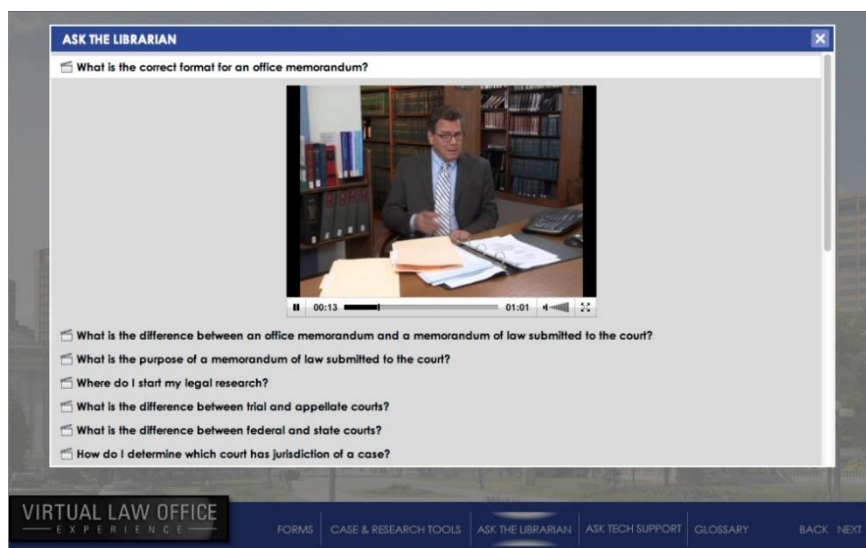 ASK THE LIBRARIAN
What is the correct format for an office memorandum?
00:13
01:01
What is the difference between an office memorandum and a memorandum of law submitted to the court?
What is the purpose of a memorandum of law submitted to the court?
Where do I start my legal research?
What is the difference between trial and appellate courts?
What is the difference between federal and state courts?
How do I determine which court has jurisdiction of a case?
VIRTUAL LAW OFFICE
EXPERIENCE
FORMS CASE & RESEARCH TOOLS ASK THE LIBRARIAN ASK TECH SUPPORT GLOSSARY BACK NEXT